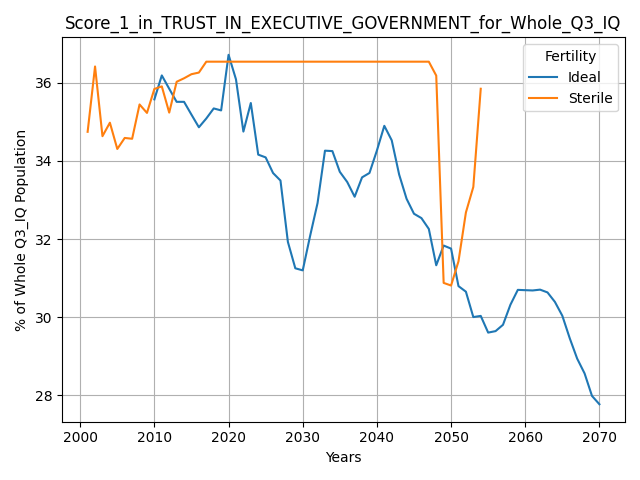 Score_1_in_TRUST_IN_EXECUTIVE_GOVERNMENT_for_Whole_Q3_IQ
Fertility
Ideal
Sterile
% of Whole Q3_IQ Population
36
34
32
30
28
2000 2010 2020 2030 2040 2050 2060 2070
Years